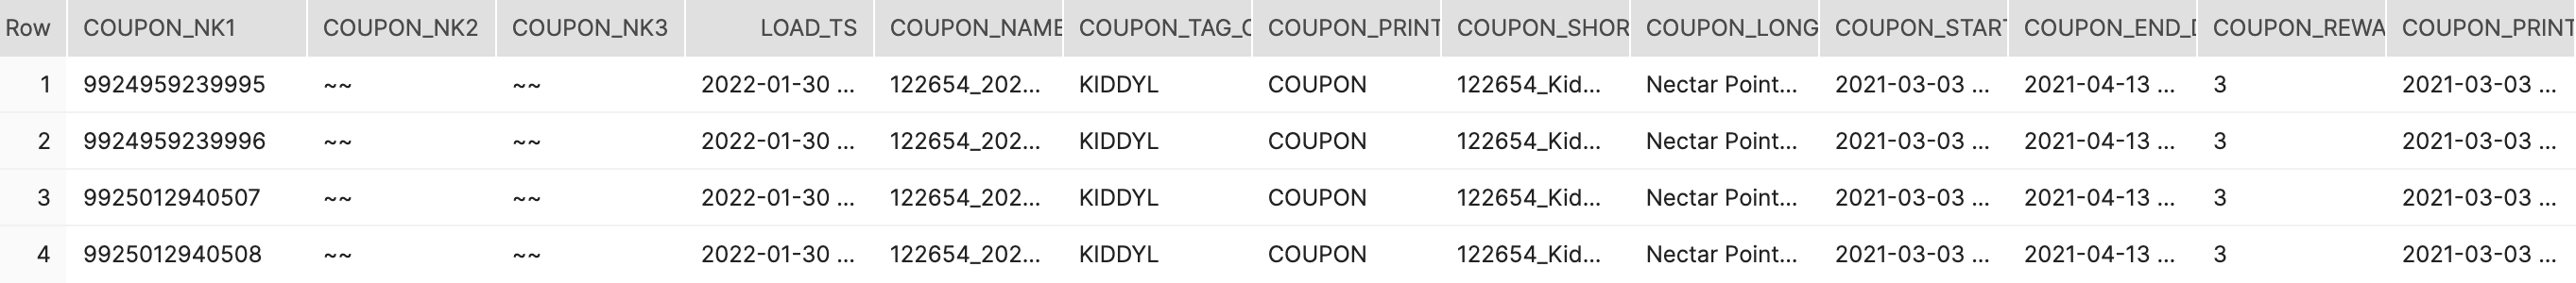 Row COUPON_NK1 COUPON_NK2 COUPON_NK3 LOAD_TS COUPON_NAME COUPON_TAG_ COUPON_PRINT COUPON_SHOR COUPON_LONG COUPON_START COUPON_END_ COUPON_REWA COUPON_PRINT
1 9924959239995 ~~ ~~ 2022-01-30 ... 122654_202... KIDDYL COUPON 122654_Kid... Nectar Point... 2021-03-03 ... 2021-04-13 ... 3 2021-03-03 ...
2 9924959239996 ~~ ~~ 2022-01-30 ... 122654_202... KIDDYL COUPON 122654_Kid... Nectar Point... 2021-03-03 ... 2021-04-13 ... 3 2021-03-03 ...
3 9925012940507 ~~ ~~ 2022-01-30 ... 122654_202... KIDDYL COUPON 122654_Kid... Nectar Point... 2021-03-03 ... 2021-04-13 ... 3 2021-03-03 ...
4 9925012940508 ~~ ~~ 2022-01-30 ... 122654_202... KIDDYL COUPON 122654_Kid... Nectar Point... 2021-03-03 ... 2021-04-13 ... 3 2021-03-03 ...